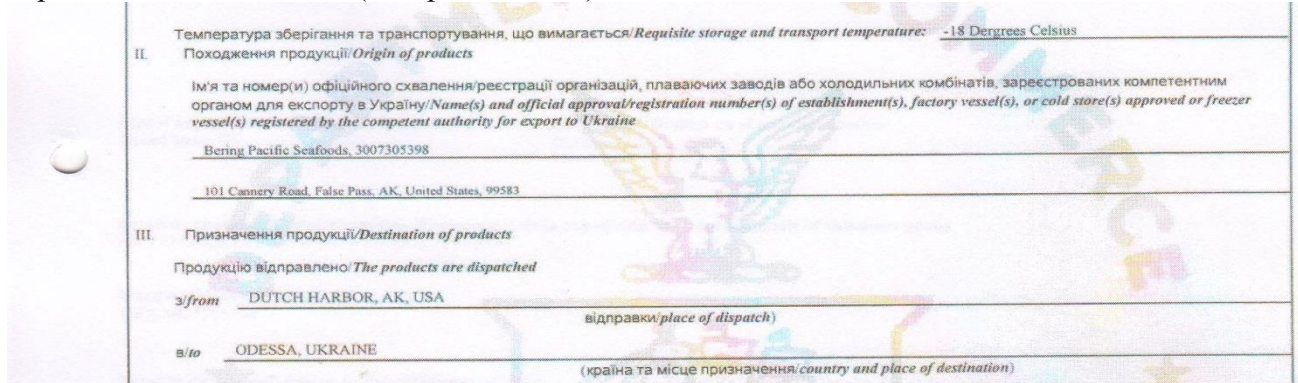 Температура зберігання та транспортування, що вимагається/Requisite storage and transport temperature: -18 Dergrees Celsius
II. Походження продукції/Origin of products
Ім'я та номер(и) офіційного схвалення/реєстрації організацій, плаваючих заводів або холодильних комбінатів, зареєстрованих компетентним
органом для експорту в Україну/Name(s) and official approval/registration number(s) of establishment(s), factory vessel(s), or cold store(s) approved or freezer
vessel(s) registered by the competent authority for export to Ukraine
Bering Pacific Seafoods, 3007305398
101 Cannery Road, False Pass, AK, United States, 99583
III. Призначення продукції/Destination of products
Продукцію відправлено/The products are dispatched
з/from DUTCH HARBOR, AK, USA
відправки/place of dispatch)
в/to ODESSA, UKRAINE
(країна та місце призначення/country and place of destination)